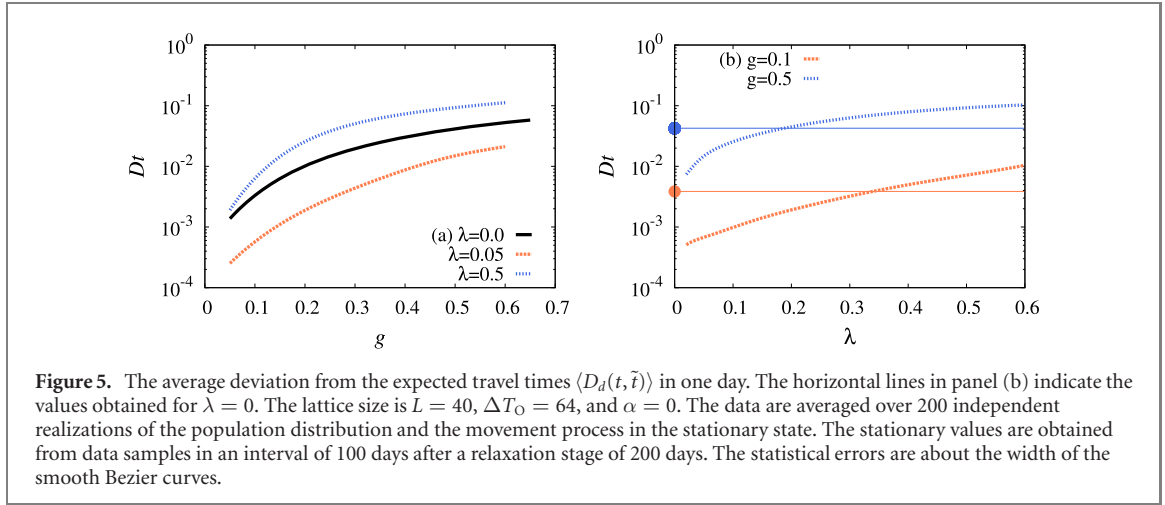 10^0
10^-1
10^-2
10^-3
10^-4
Dt
(a) λ=0.0
λ=0.05
λ=0.5
0 0.1 0.2 0.3 0.4 0.5 0.6 0.7
g
10^0
10^-1
10^-2
10^-3
10^-4
Dt
(b) g=0.1
g=0.5
0 0.1 0.2 0.3 0.4 0.5 0.6
λ
Figure 5. The average deviation from the expected travel times ⟨D_d(t, t̃)⟩ in one day. The horizontal lines in panel (b) indicate the
values obtained for λ = 0. The lattice size is L = 40, ΔT_O = 64, and α = 0. The data are averaged over 200 independent
realizations of the population distribution and the movement process in the stationary state. The stationary values are obtained
from data samples in an interval of 100 days after a relaxation stage of 200 days. The statistical errors are about the width of the
smooth Bezier curves.